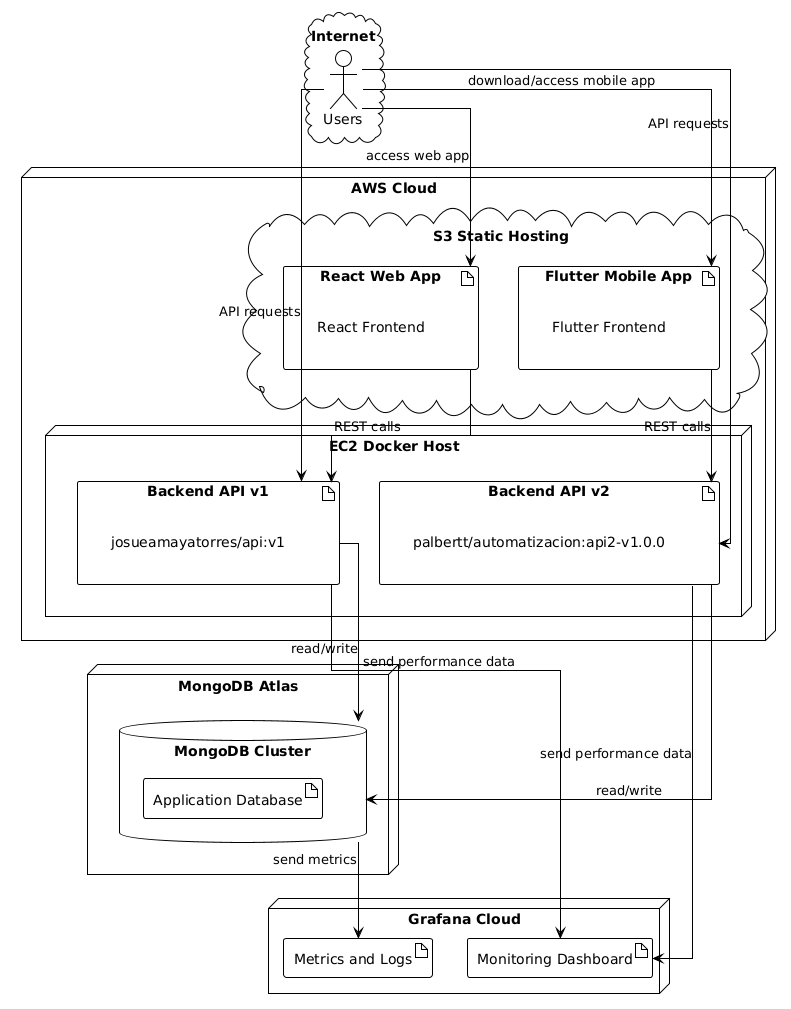 Internet
Users
download/access mobile app
API requests
access web app
AWS Cloud
S3 Static Hosting
React Web App
Flutter Mobile App
API requests
React Frontend
Flutter Frontend
REST calls
REST calls
EC2 Docker Host
Backend API v1
Backend API v2
josueamayatorres/api:v1
palbertt/automatizacion:api2-v1.0.0
read/write
send performance data
MongoDB Atlas
MongoDB Cluster
send performance data
Application Database
read/write
send metrics
Grafana Cloud
Metrics and Logs
Monitoring Dashboard